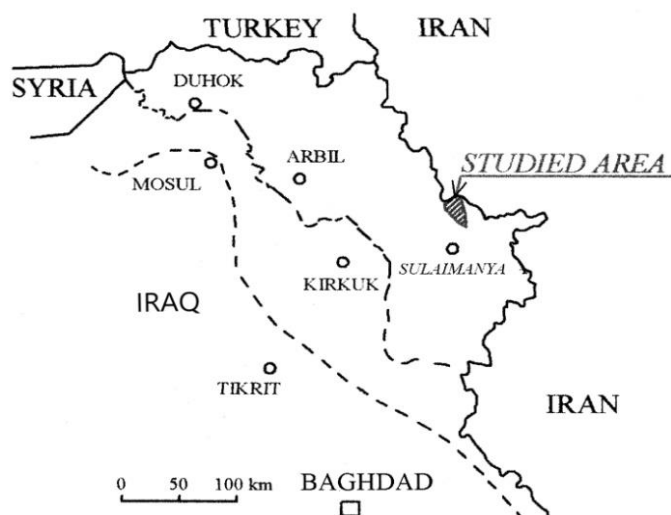 TURKEY
IRAN
SYRIA
DUHOK
MOSUL
ARBIL
STUDIED AREA
SULAIMANYA
KIRKUK
IRAQ
TIKRIT
IRAN
0 50 100 km
BAGHDAD